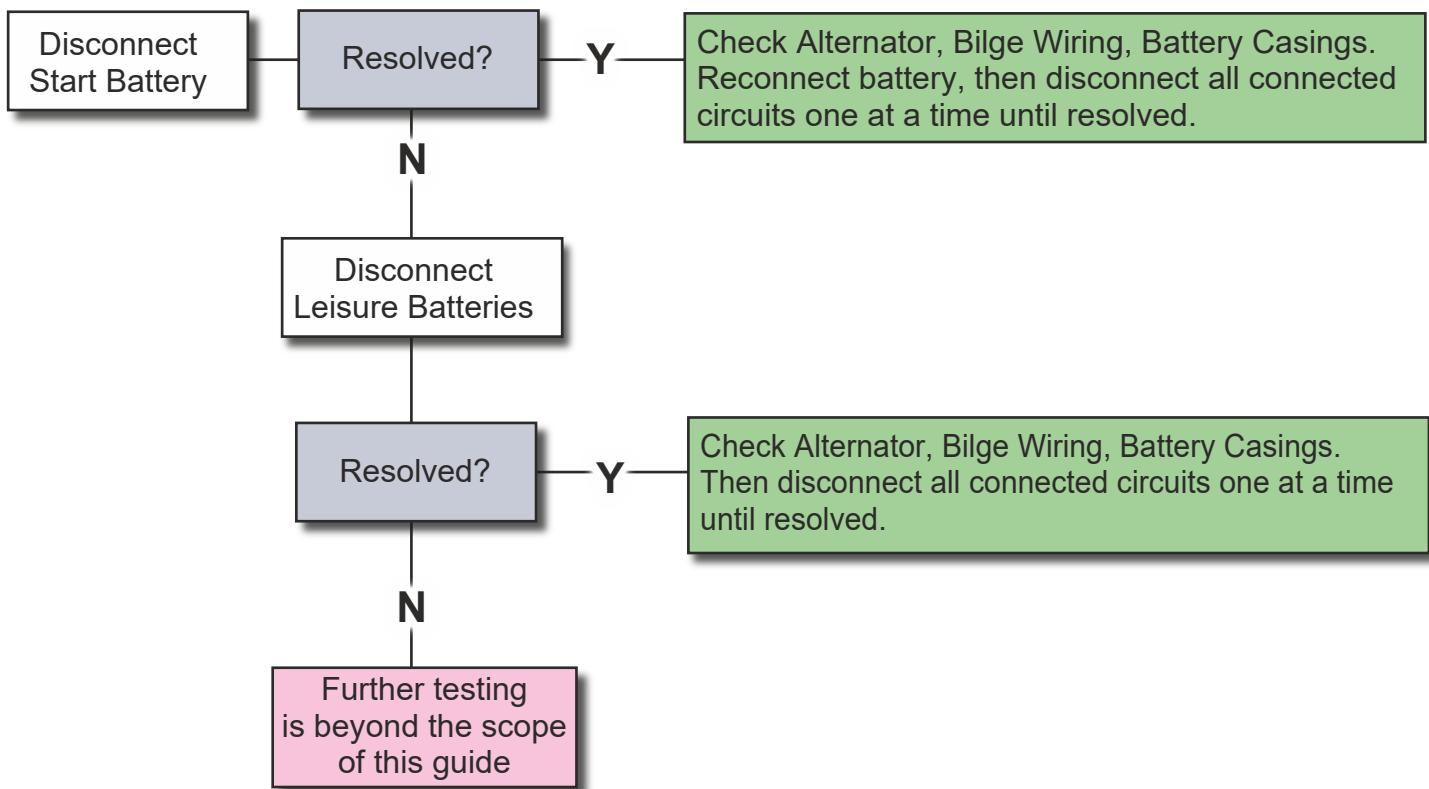 Disconnect
Start Battery
Resolved?
Y
Check Alternator, Bilge Wiring, Battery Casings.
Reconnect battery, then disconnect all connected
circuits one at a time until resolved.
N
Disconnect
Leisure Batteries
Resolved?
Y
Check Alternator, Bilge Wiring, Battery Casings.
Then disconnect all connected circuits one at a time
until resolved.
N
Further testing
is beyond the scope
of this guide